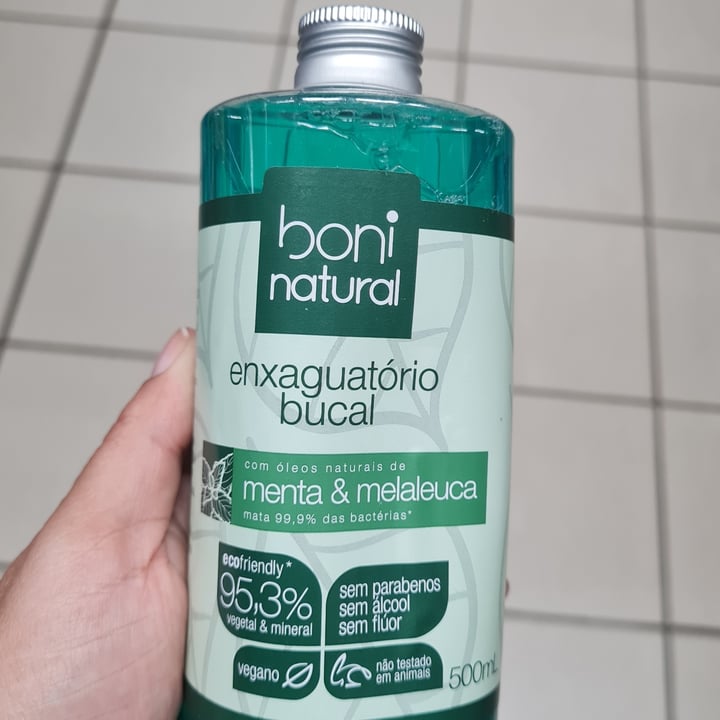 boni
natural
enxaguatório
bucal
com óleos naturais de
menta & melaleuca
mata 99,9% das bactérias*
ecofriendly*
95,3%
vegetal & mineral
sem parabenos
sem álcool
sem flúor
vegano
não testado
em animais
500mL